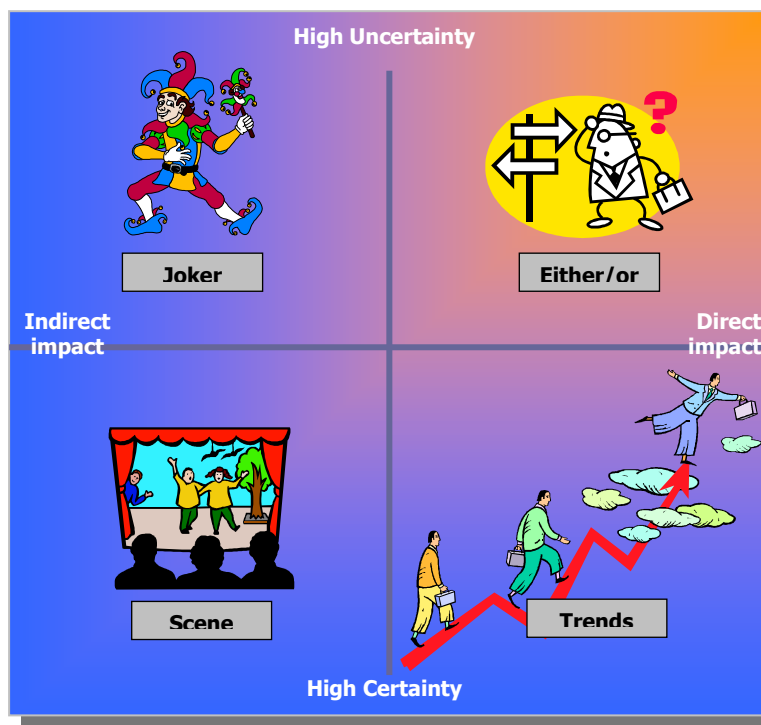 High Uncertainty
?
Joker
Either/or
Indirect
impact
Direct
impact
Scene
Trends
High Certainty